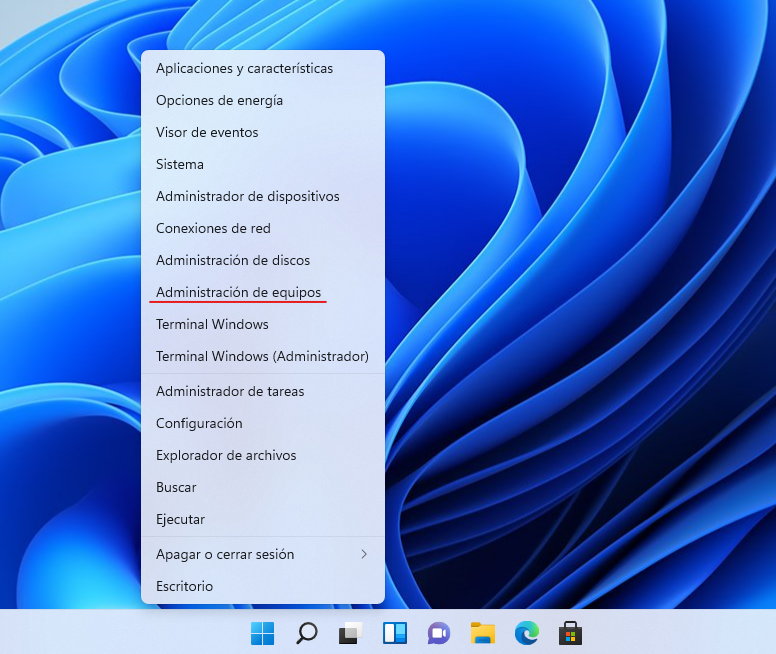 Aplicaciones y características
Opciones de energía
Visor de eventos
Sistema
Administrador de dispositivos
Conexiones de red
Administración de discos
Administración de equipos
Terminal Windows
Terminal Windows (Administrador)
Administrador de tareas
Configuración
Explorador de archivos
Buscar
Ejecutar
Apagar o cerrar sesión
Escritorio